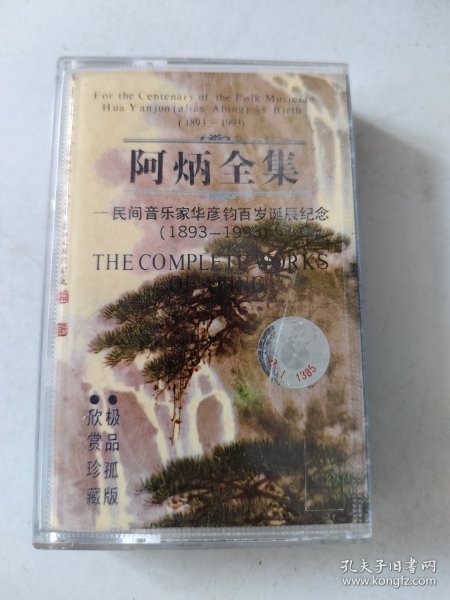 For the Centenary of the Folk Musician
Hua Yanjun (alias Abing)'s Birth
(1893—1993)
阿炳全集
—民间音乐家华彦钧百岁诞辰纪念
(1893—1993)
THE COMPLETE WORKS
OF ABING
1385
极品孤版
欣赏珍藏
孔夫子旧书网
www.kongfz.com